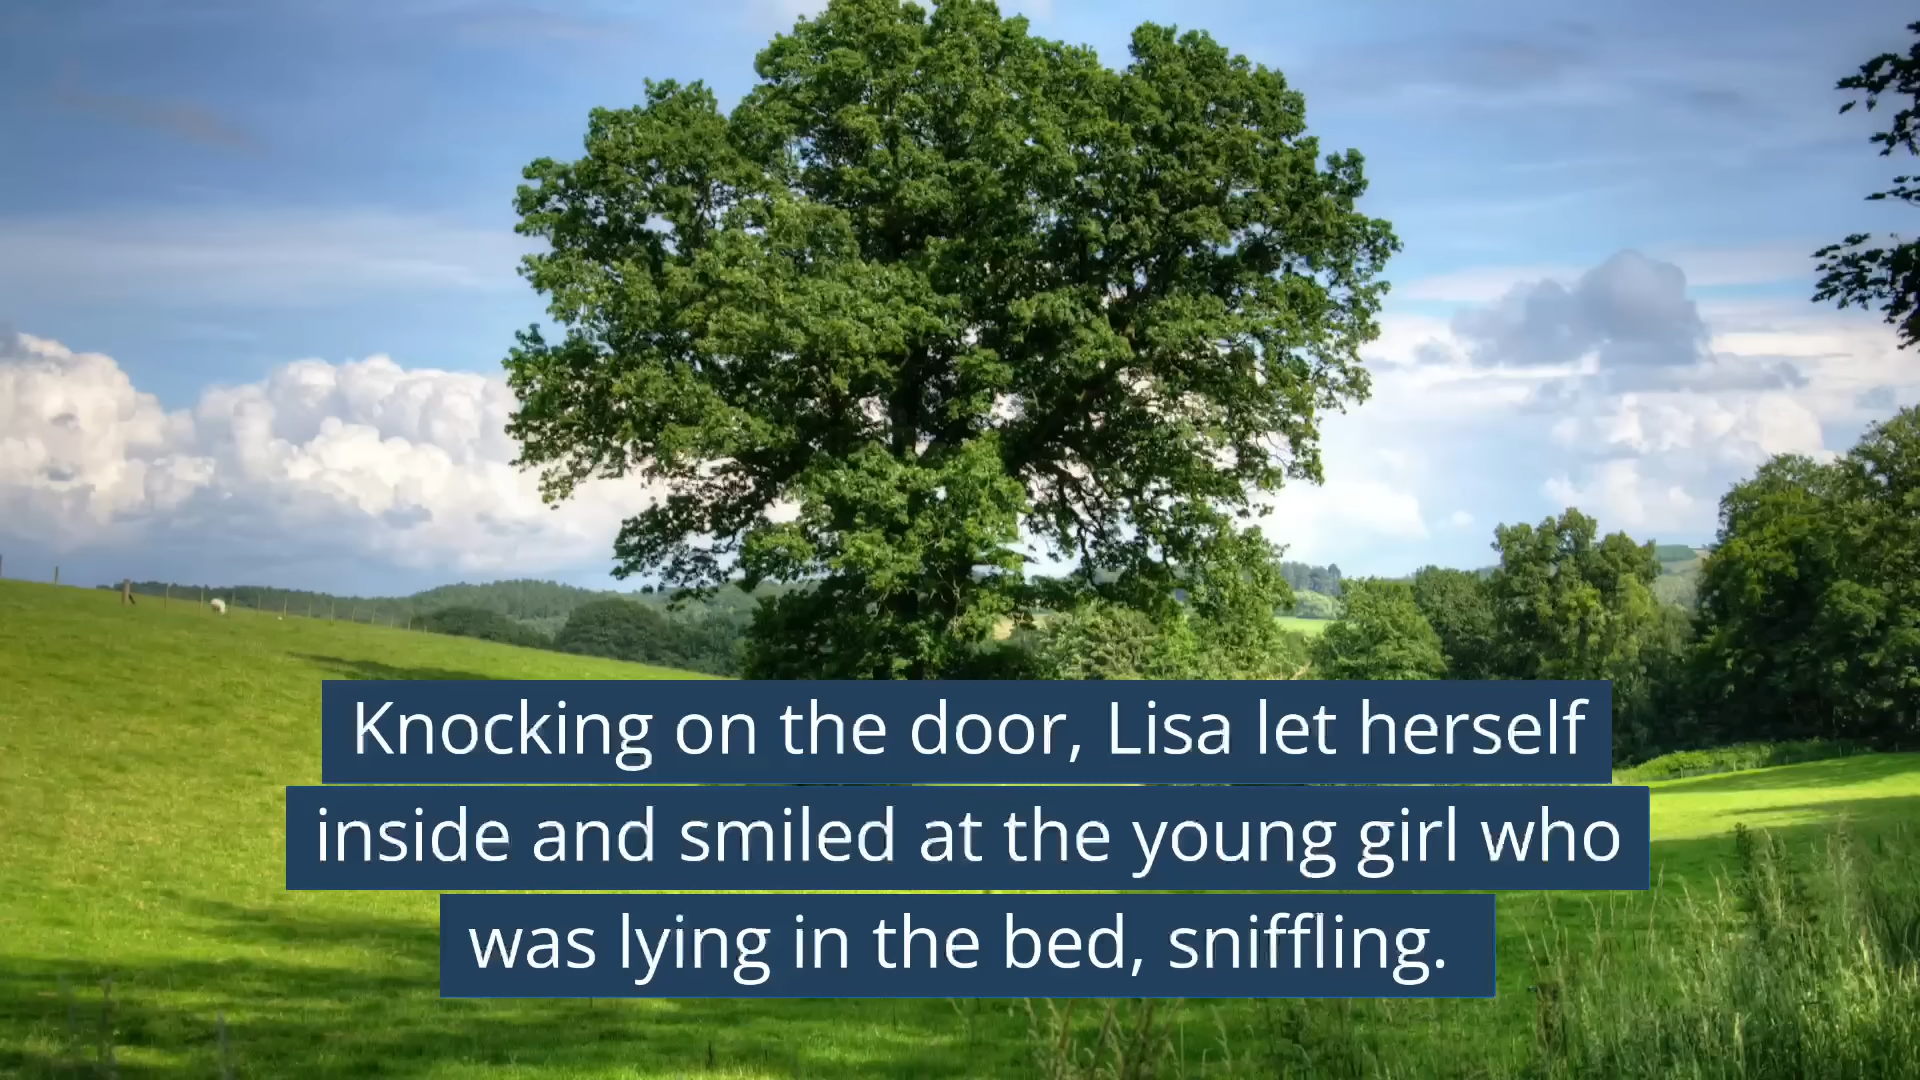 Knocking on the door, Lisa let herself
inside and smiled at the young girl who
was lying in the bed, sniffling.